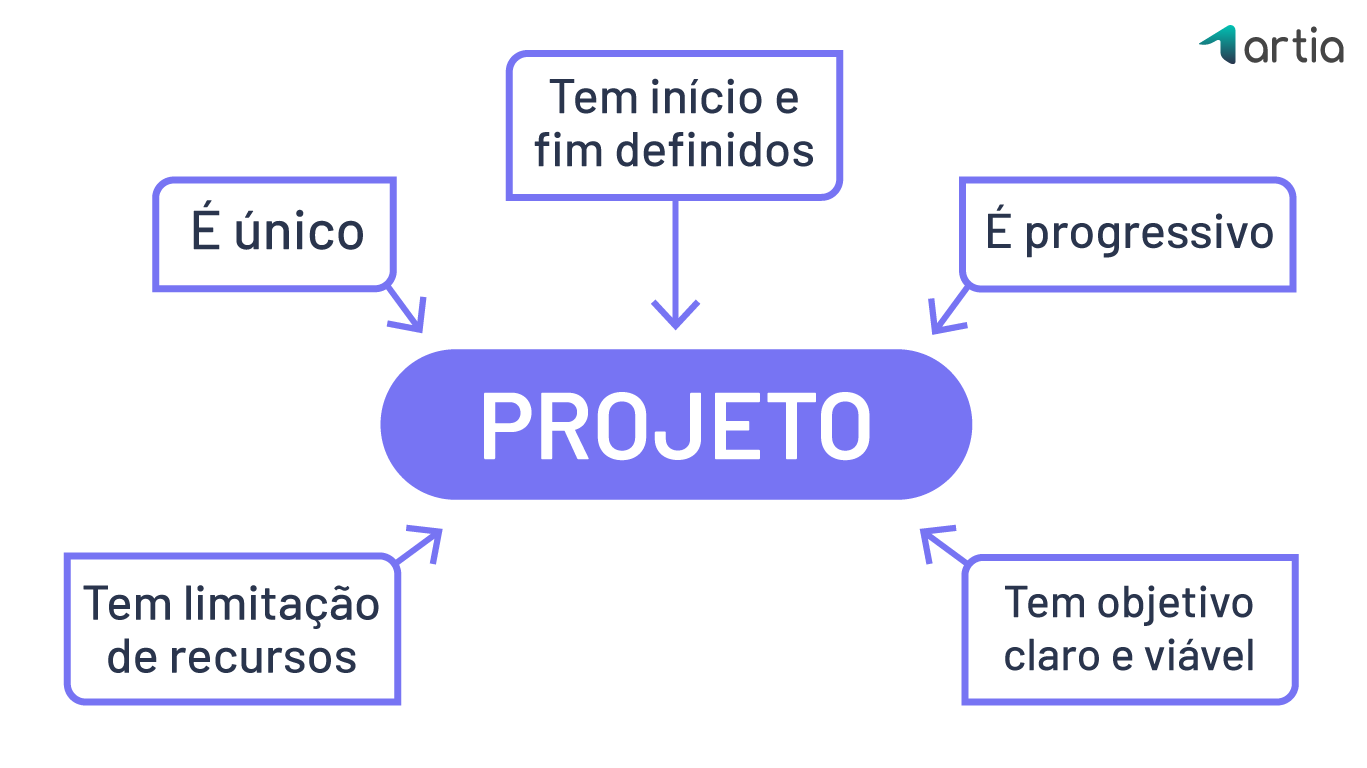 artia
Tem início e
fim definidos
É único
É progressivo
PROJETO
Tem limitação
de recursos
Tem objetivo
claro e viável